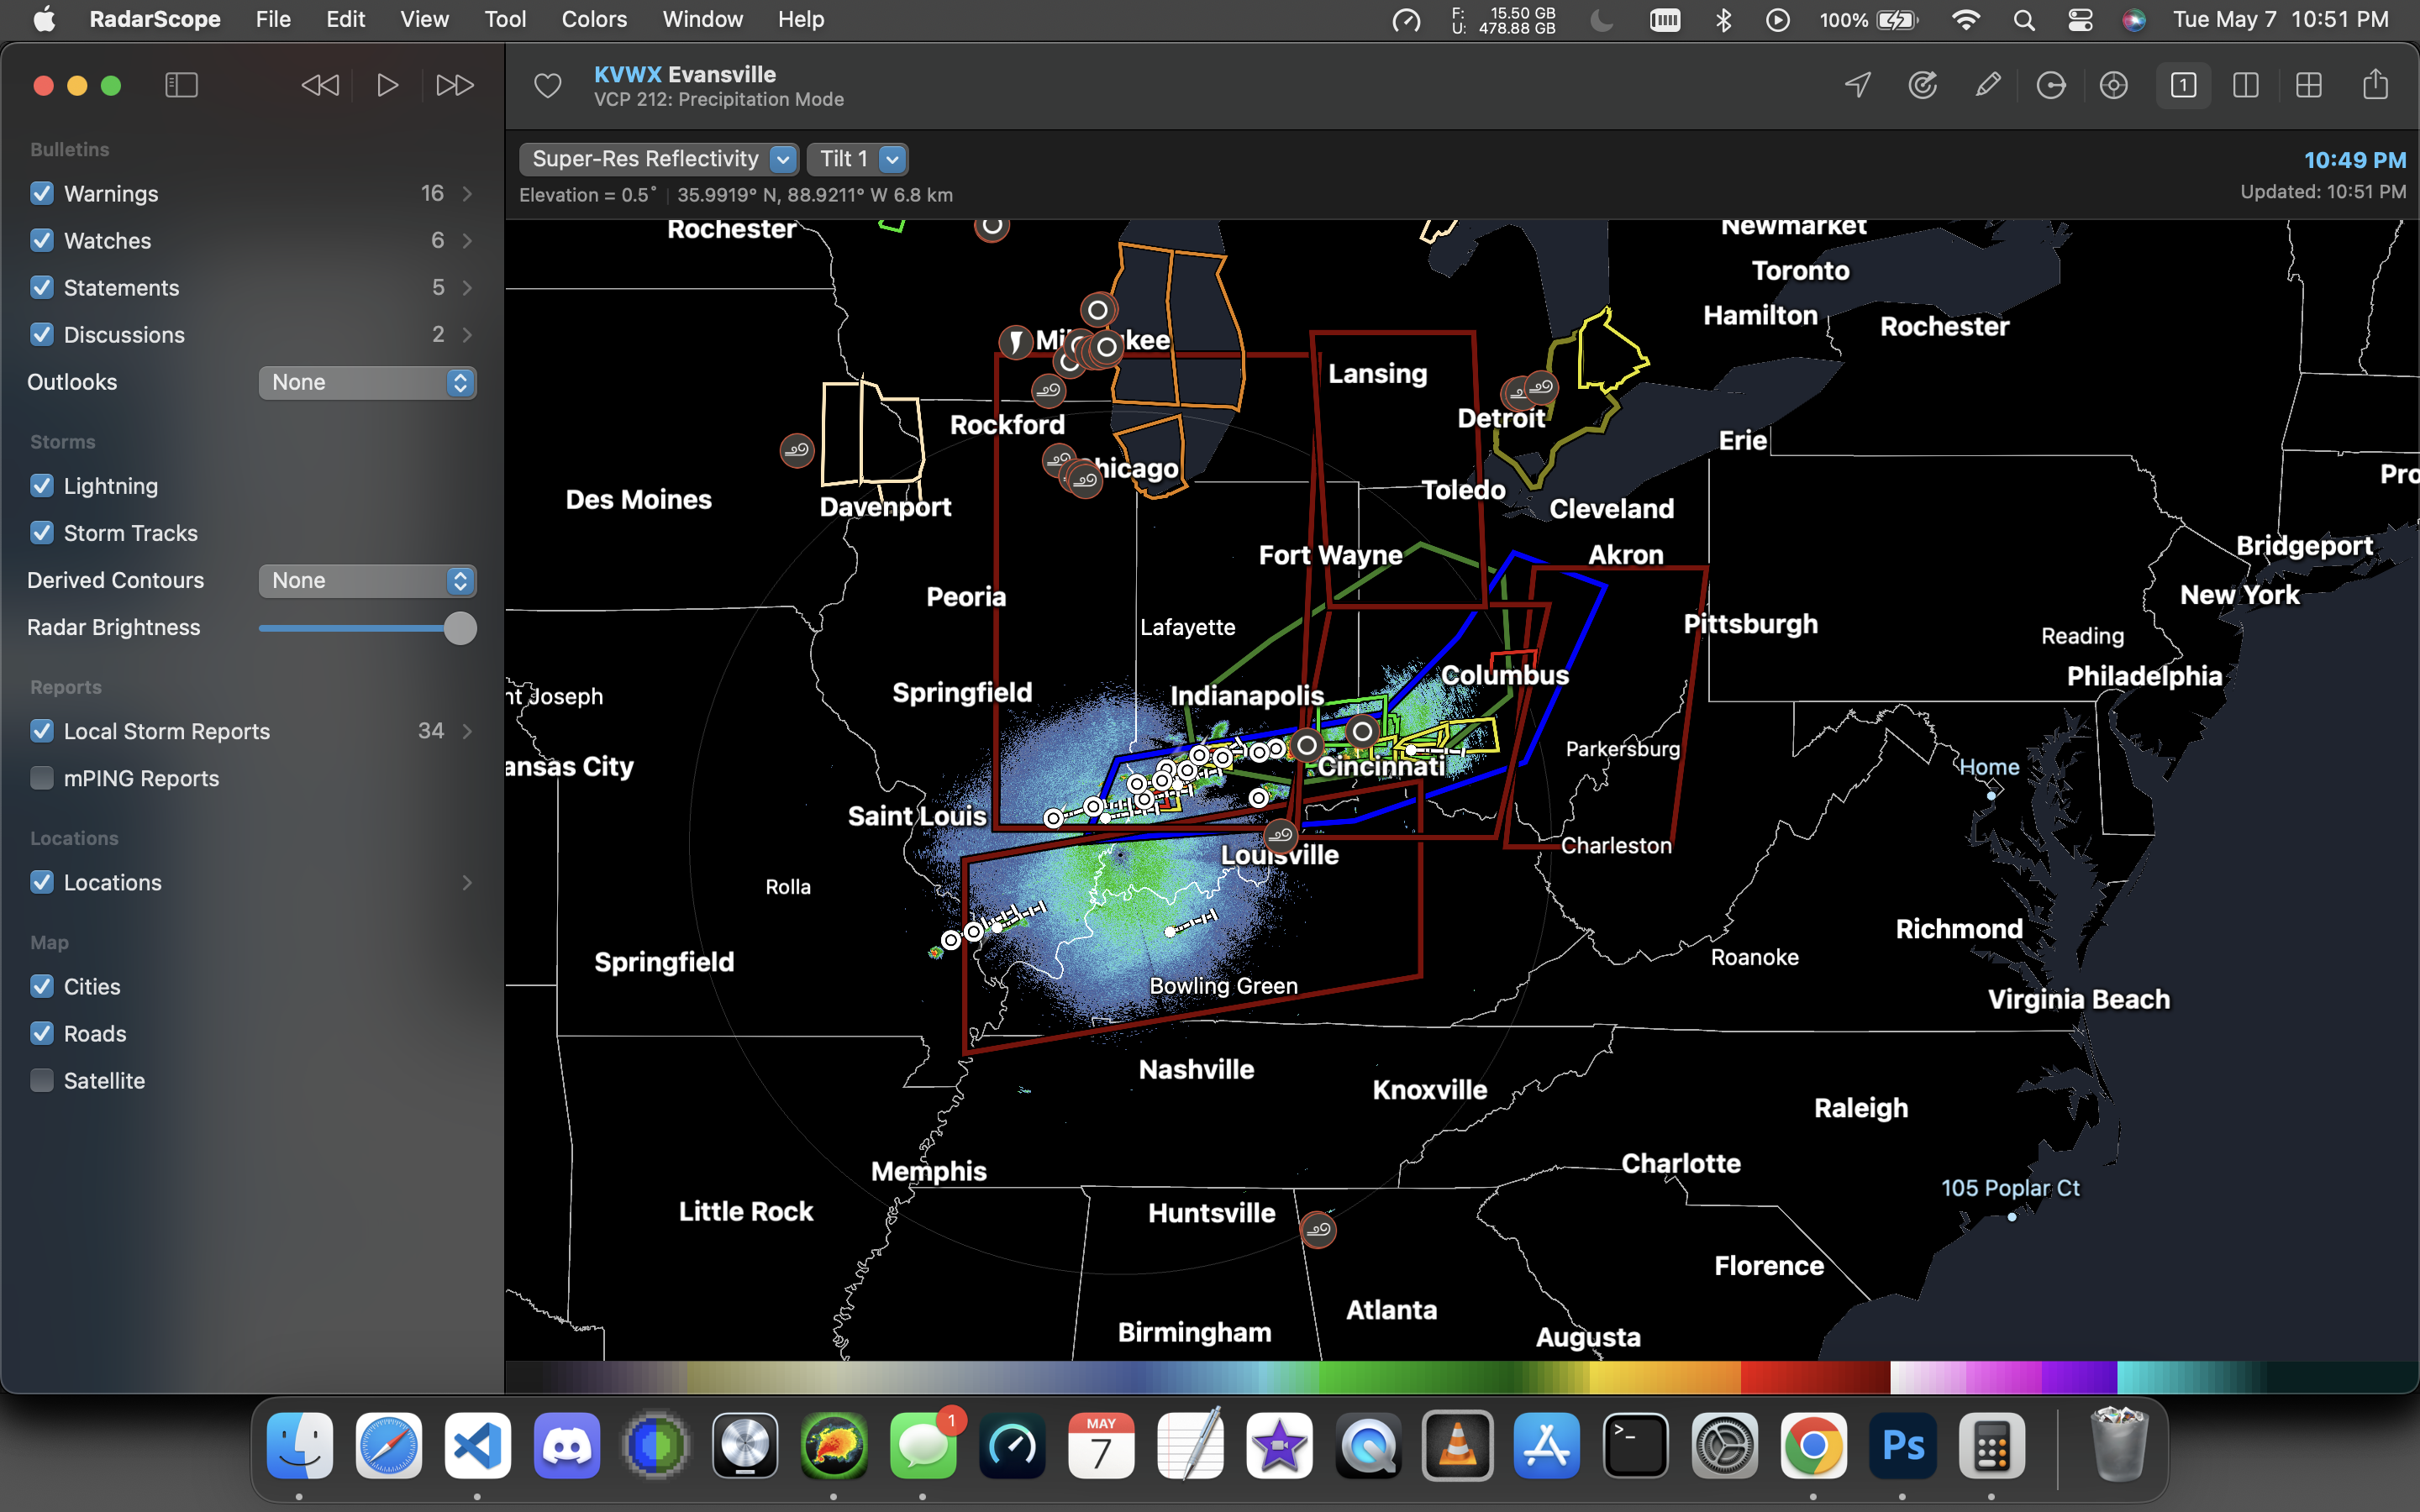 RadarScope File Edit View Tool Colors Window Help
F: 15.50 GB
U: 478.88 GB
100%
Tue May 7 10:51 PM
KVWX Evansville
VCP 212: Precipitation Mode
1
Super-Res Reflectivity
Tilt 1
10:49 PM
Elevation = 0.5° | 35.9919° N, 88.9211° W 6.8 km
Updated: 10:51 PM
Bulletins
Warnings 16
Watches 6
Statements 5
Discussions 2
Outlooks None
Storms
Lightning
Storm Tracks
Derived Contours None
Radar Brightness
Reports
Local Storm Reports 34
mPING Reports
Locations
Locations
Map
Cities
Roads
Satellite
Rochester
Newmarket
Toronto
Hamilton
Rochester
Mi kee
Lansing
Rockford
Detroit
Erie
hicago
Pro
Des Moines
Davenport
Toledo
Cleveland
Bridgeport
Fort Wayne
Akron
New York
Peoria
Lafayette
Pittsburgh
Reading
Columbus
Philadelphia
Springfield
Indianapolis
nt Joseph
Parkersburg
ansas City
Cincinnati
Home
Saint Louis
Louisville
Charleston
Rolla
Richmond
Springfield
Roanoke
Bowling Green
Virginia Beach
Nashville
Knoxville
Raleigh
Memphis
Charlotte
105 Poplar Ct
Little Rock
Huntsville
Florence
Atlanta
Birmingham
Augusta
1
MAY
7
>_
Ps